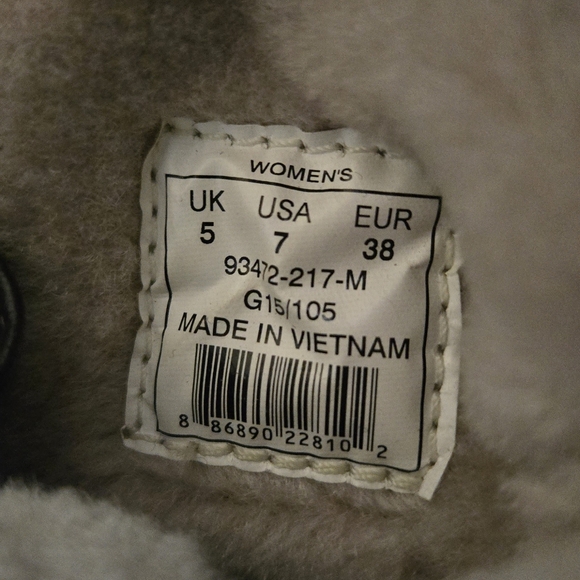 WOMEN'S
UK USA EUR
5 7 38
93472-217-M
G15/105
MADE IN VIETNAM
8 86890 22810 2